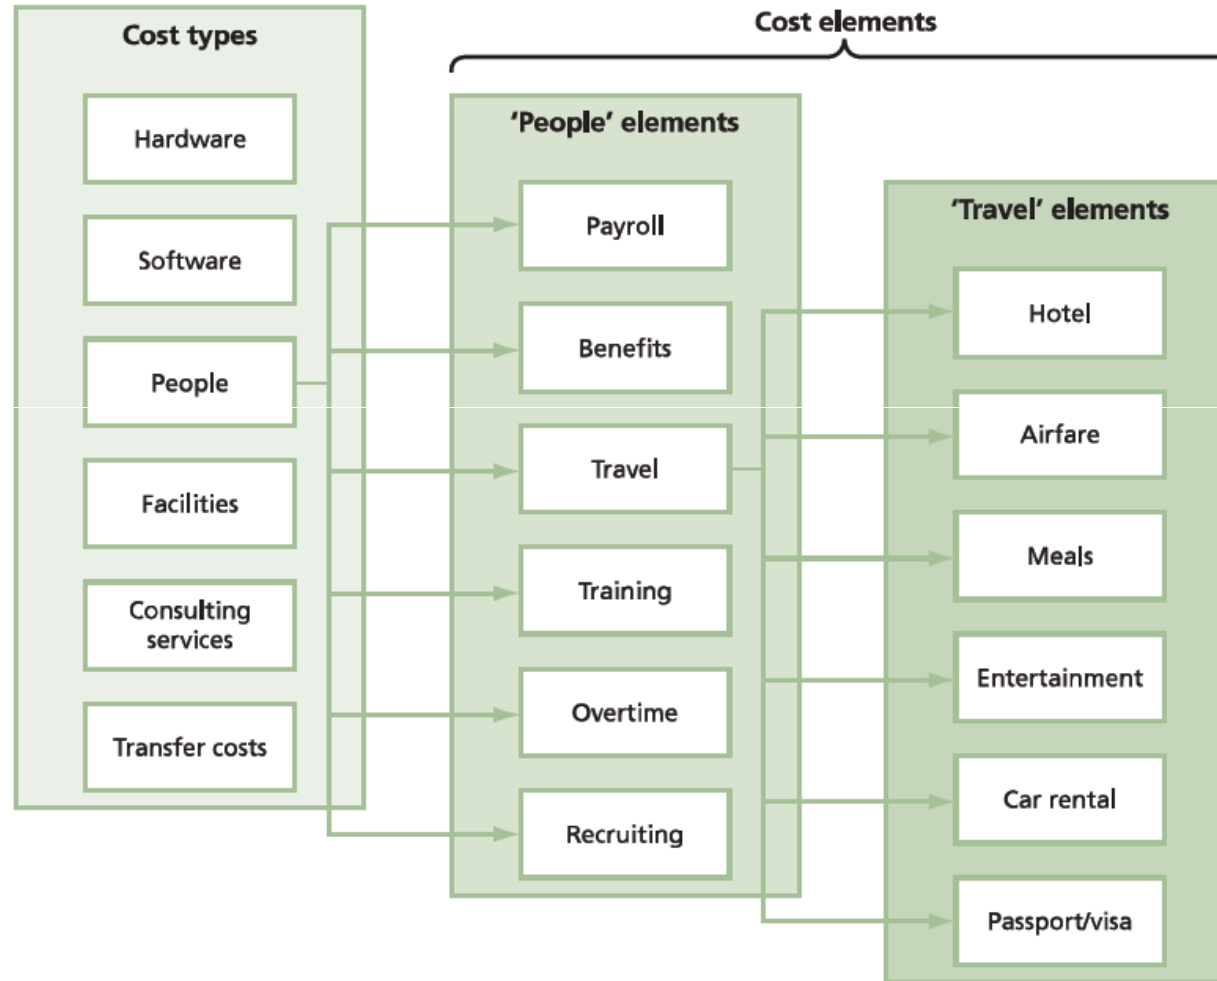 Cost types
Hardware
Software
People
Facilities
Consulting
services
Transfer costs
Cost elements
‘People’ elements
Payroll
Benefits
Travel
Training
Overtime
Recruiting
‘Travel’ elements
Hotel
Airfare
Meals
Entertainment
Car rental
Passport/visa